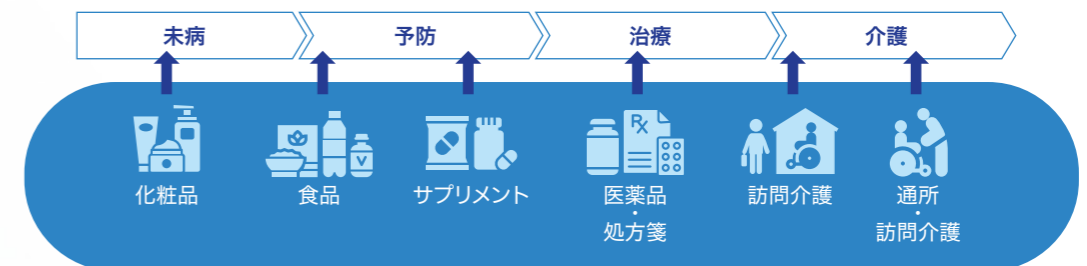 未病
予防
治療
介護
Rx
V
化粧品
食品
サプリメント
医薬品
・
処方箋
訪問介護
通所
・
訪問介護